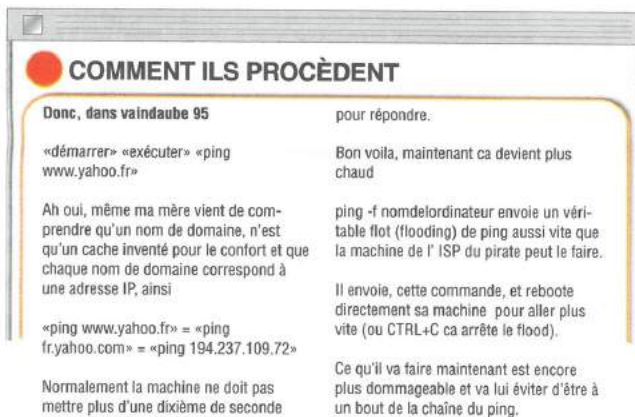 COMMENT ILS PROCÈDENT
Donc, dans vaindaube 95
«démarrer» «exécuter» «ping
www.yahoo.fr»
Ah oui, même ma mère vient de com-
prendre qu'un nom de domaine, n'est
qu'un cache inventé pour le confort et que
chaque nom de domaine correspond à
une adresse IP, ainsi
«ping www.yahoo.fr» = «ping
fr.yahoo.com» = «ping 194.237.109.72»
Normalement la machine ne doit pas
mettre plus d'une dixième de seconde
pour répondre.
Bon voila, maintenant ca devient plus
chaud
ping -f nomdelordinateur envoie un véri-
table flot (flooding) de ping aussi vite que
la machine de l' ISP du pirate peut le faire.
Il envoie, cette commande, et reboote
directement sa machine pour aller plus
vite (ou CTRL+C ca arrête le flood).
Ce qu'il va faire maintenant est encore
plus dommageable et va lui éviter d'être à
un bout de la chaîne du ping.